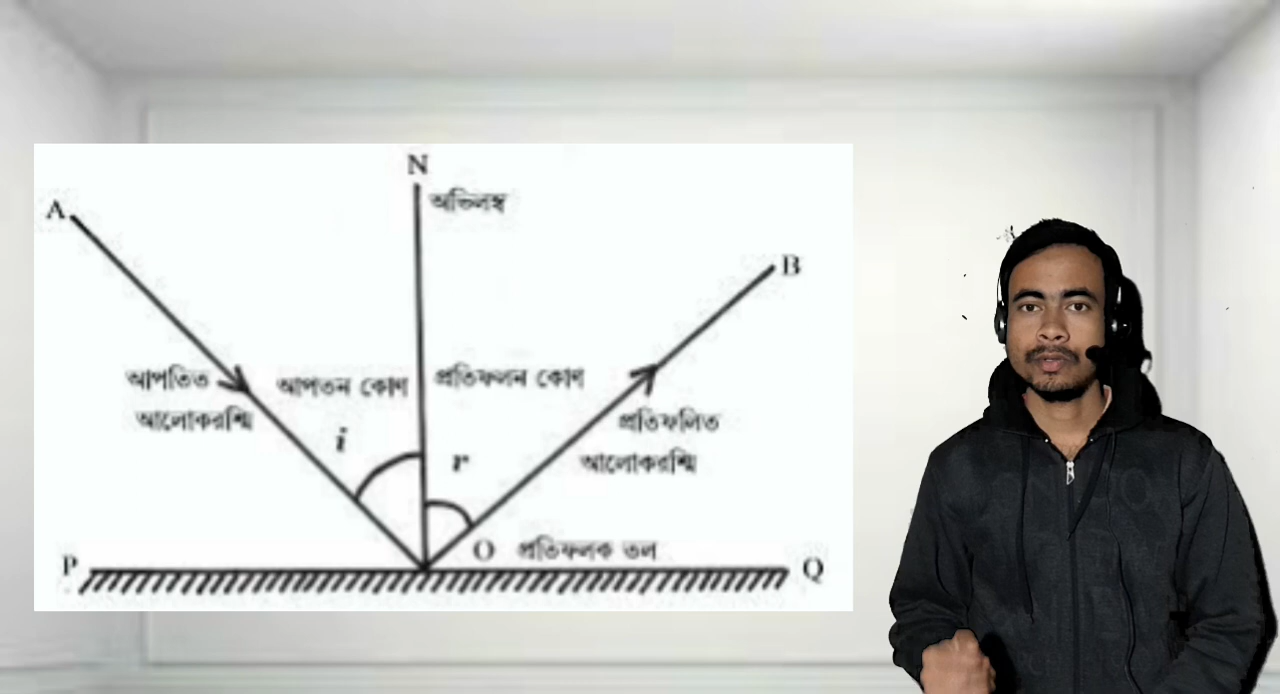 N
অভিলম্ব
A
B
আপতিত
আলোকরশ্মি
আপতন কোণ
প্রতিফলন কোণ
প্রতিফলিত
আলোকরশ্মি
i
r
P
O
প্রতিফলক তল
Q